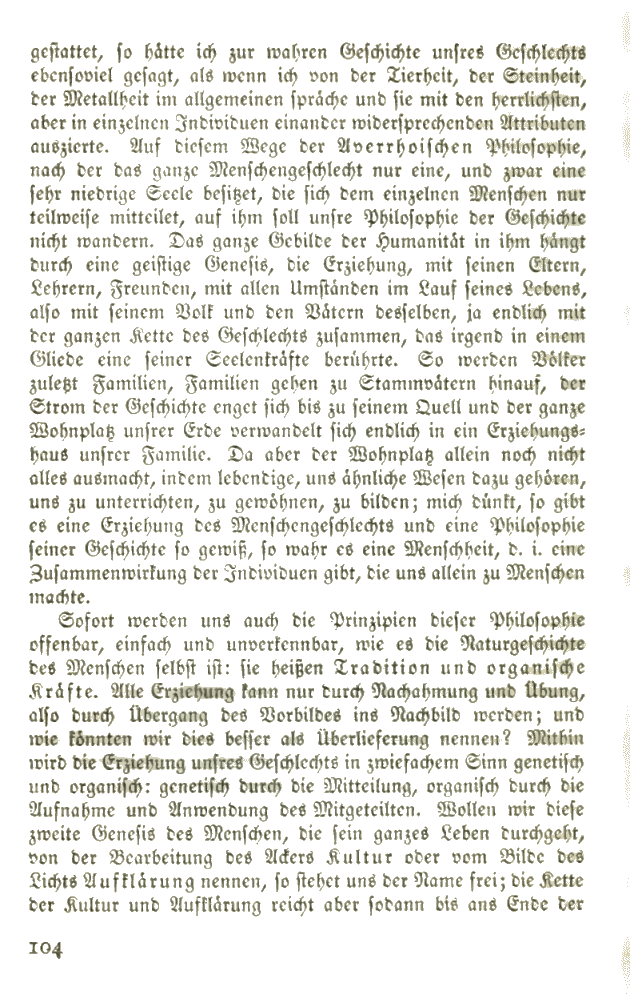 gestattet, so hätte ich zur wahren Geschichte unsres Geschlechts
ebensoviel gesagt, als wenn ich von der Tierheit, der Steinheit,
der Metallheit im allgemeinen spräche und sie mit den herrlichsten,
aber in einzelnen Individuen einander widersprechenden Attributen
auszierte. Auf diesem Wege der Averrhoischen Philosophie,
nach der das ganze Menschengeschlecht nur eine, und zwar eine
sehr niedrige Seele besitzet, die sich dem einzelnen Menschen nur
teilweise mitteilet, auf ihm soll unsre Philosophie der Geschichte
nicht wandern. Das ganze Gebilde der Humanität in ihm hängt
durch eine geistige Genesis, die Erziehung, mit seinen Eltern,
Lehrern, Freunden, mit allen Umständen im Lauf seines Lebens,
also mit seinem Volk und den Vätern desselben, ja endlich mit
der ganzen Kette des Geschlechts zusammen, das irgend in einem
Gliede eine seiner Seelenkräfte berührte. So werden Völker
zuletzt Familien, Familien gehen zu Stammvätern hinauf, der
Strom der Geschichte enget sich bis zu seinem Quell und der ganze
Wohnplatz unsrer Erde verwandelt sich endlich in ein Erziehungs-
haus unsrer Familie. Da aber der Wohnplatz allein noch nicht
alles ausmacht, indem lebendige, uns ähnliche Wesen dazu gehören,
uns zu unterrichten, zu gewöhnen, zu bilden; mich dünkt, so gibt
es eine Erziehung des Menschengeschlechts und eine Philosophie
seiner Geschichte so gewiß, so wahr es eine Menschheit, d. i. eine
Zusammenwirkung der Individuen gibt, die uns allein zu Menschen
machte.
Sofort werden uns auch die Prinzipien dieser Philosophie
offenbar, einfach und unverkennbar, wie es die Naturgeschichte
des Menschen selbst ist: sie heißen Tradition und organische
Kräfte. Alle Erziehung kann nur durch Nachahmung und Übung,
also durch Übergang des Vorbildes ins Nachbild werden; und
wie könnten wir dies besser als Überlieferung nennen? Mithin
wird die Erziehung unsres Geschlechts in zwiefachem Sinn genetisch
und organisch: genetisch durch die Mitteilung, organisch durch die
Aufnahme und Anwendung des Mitgeteilten. Wollen wir diese
zweite Genesis des Menschen, die sein ganzes Leben durchgeht,
von der Bearbeitung des Ackers Kultur oder vom Bilde des
Lichts Aufklärung nennen, so stehet uns der Name frei; die Kette
der Kultur und Aufklärung reicht aber sodann bis ans Ende der
104